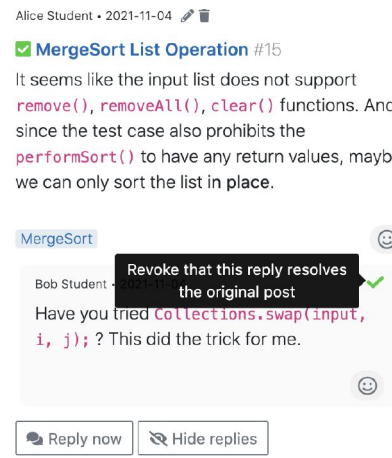 Alice Student • 2021-11-04
MergeSort List Operation #15
It seems like the input list does not support
remove(), removeAll(), clear() functions. And
since the test case also prohibits the
performSort() to have any return values, mayb
we can only sort the list in place.
MergeSort
Revoke that this reply resolves
the original post
Bob Student • 2021-11-04
Have you tried Collections.swap(input,
i, j); ? This did the trick for me.
Reply now Hide replies